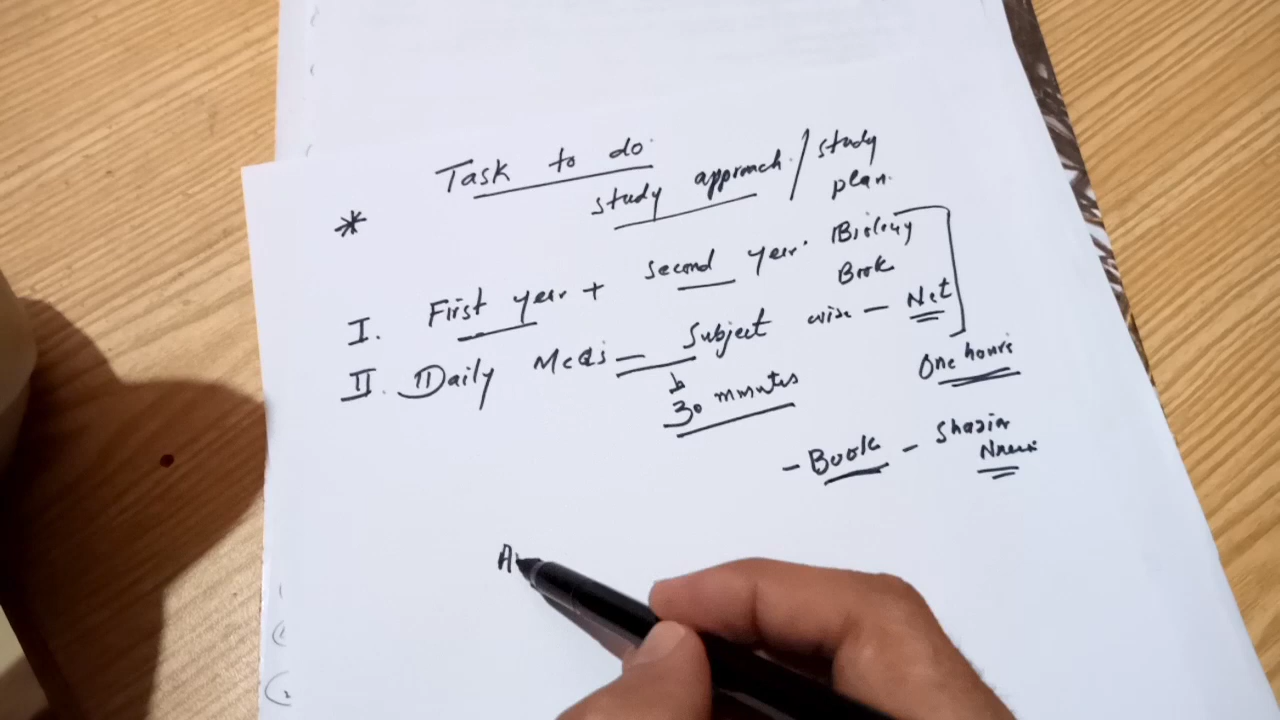 Task to do
* study approach / study plan.
I. First year + second year. Biology Book
II. Daily McQs — Subject wise — Net
One hours
30 minutes
- Book - Shazia
A